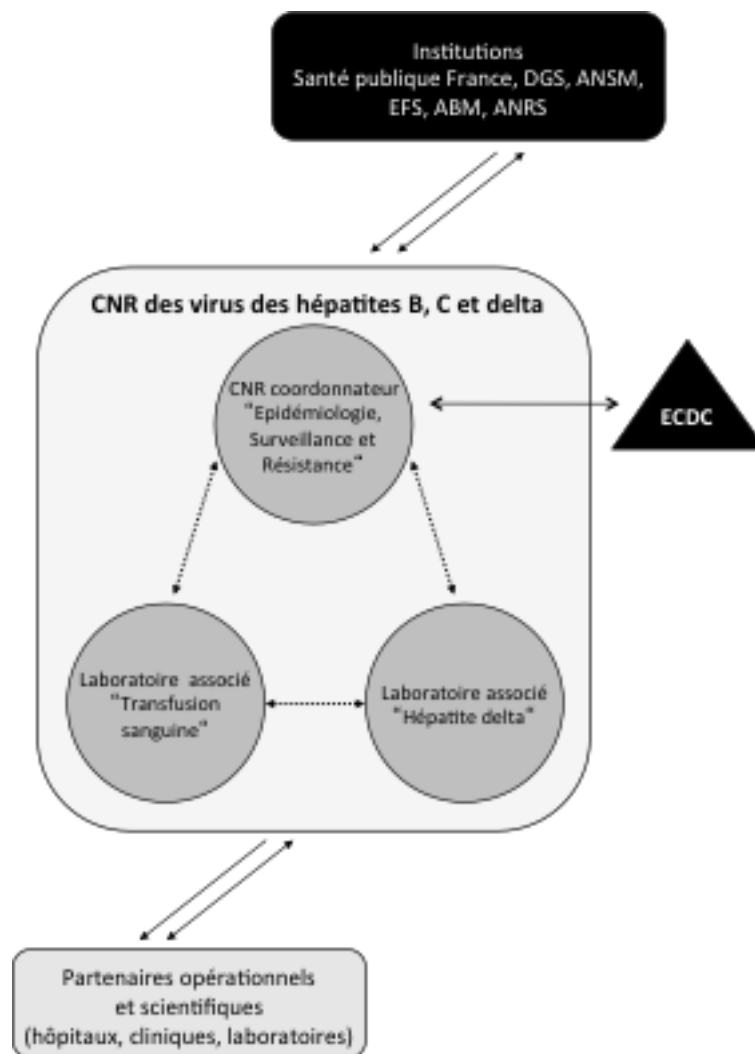 Institutions
Santé publique France, DGS, ANSM,
EFS, ABM, ANRS
CNR des virus des hépatites B, C et delta
CNR coordonnateur
"Epidémiologie,
Surveillance et
Résistance"
ECDC
Laboratoire associé
"Transfusion
sanguine"
Laboratoire associé
"Hépatite delta"
Partenaires opérationnels
et scientifiques
(hôpitaux, cliniques, laboratoires)